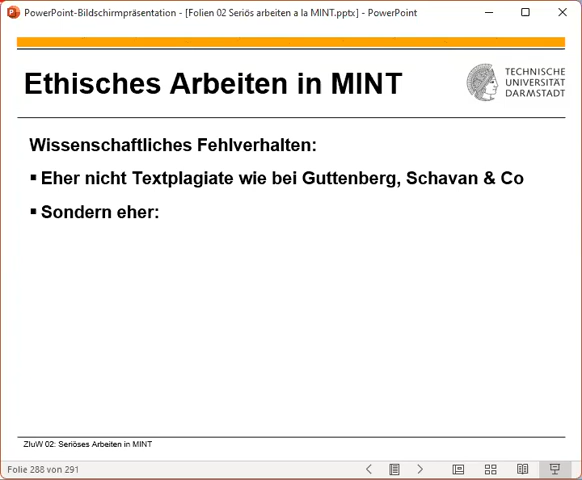 PowerPoint-Bildschirmpräsentation - [Folien 02 Seriös arbeiten a la MINT.pptx] - PowerPoint
Ethisches Arbeiten in MINT
TECHNISCHE
UNIVERSITÄT
DARMSTADT
Wissenschaftliches Fehlverhalten:
▪ Eher nicht Textplagiate wie bei Guttenberg, Schavan & Co
▪ Sondern eher:
ZIuW 02: Seriöses Arbeiten in MINT
Folie 288 von 291